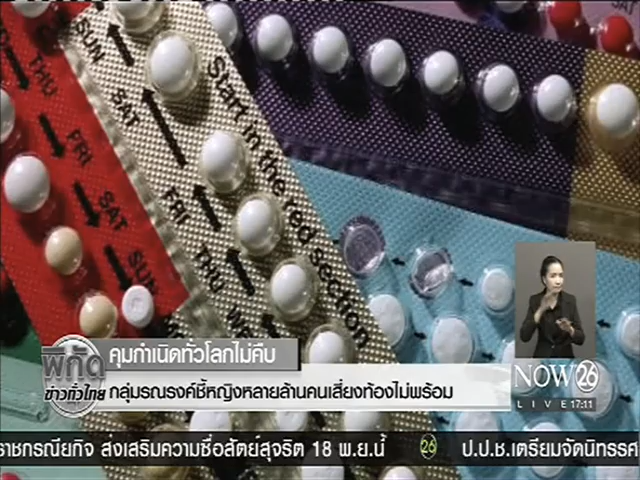 SAT
SUN
SAT
FRI
THU
WE
Start in the red section
THU
FRI
SAT
SUN
พิกัด
ข่าวทั่วไทย
คุมกำเนิดทั่วโลกไม่คืบ
กลุ่มรณรงค์ชี้หญิงหลายล้านคนเสี่ยงท้องไม่พร้อม
NOW26
LIVE 17:11
ราชกรณียกิจ ส่งเสริมความซื่อสัตย์สุจริต 18 พ.ย.นี้ 26 ป.ป.ช.เตรียมจัดนิทรรศ